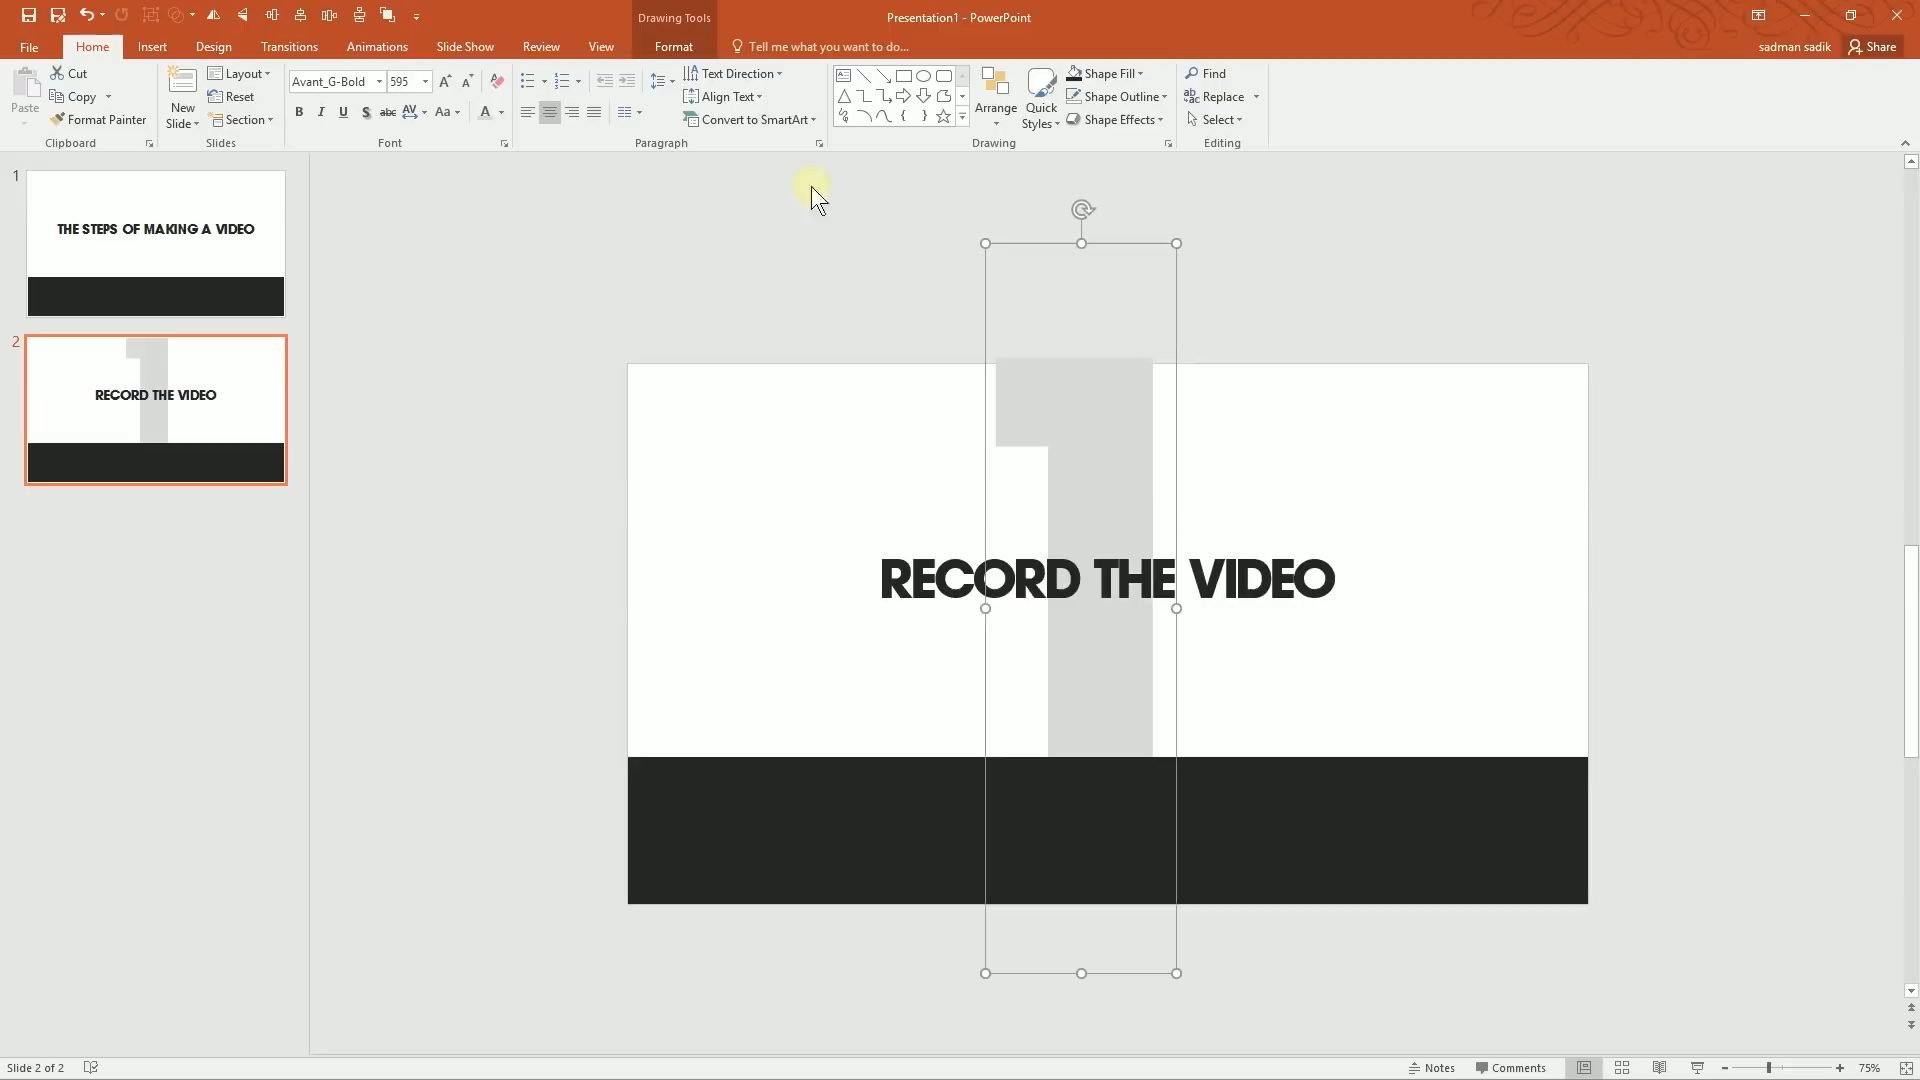 Drawing Tools
Presentation1 - PowerPoint
File
Home
Insert
Design
Transitions
Animations
Slide Show
Review
View
Format
Tell me what you want to do...
sadman sadik
Share
Paste
Cut
Copy
Format Painter
Clipboard
New
Slide
Layout
Reset
Section
Slides
Avant_G-Bold
595
A
A
B
I
U
S
abc
AV
Aa
A
Font
Text Direction
Align Text
Convert to SmartArt
Paragraph
Arrange
Quick
Styles
Shape Fill
Shape Outline
Shape Effects
Drawing
Find
Replace
Select
Editing
1
THE STEPS OF MAKING A VIDEO
2
1
RECORD THE VIDEO
1
RECORD THE VIDEO
Slide 2 of 2
Notes
Comments
75%